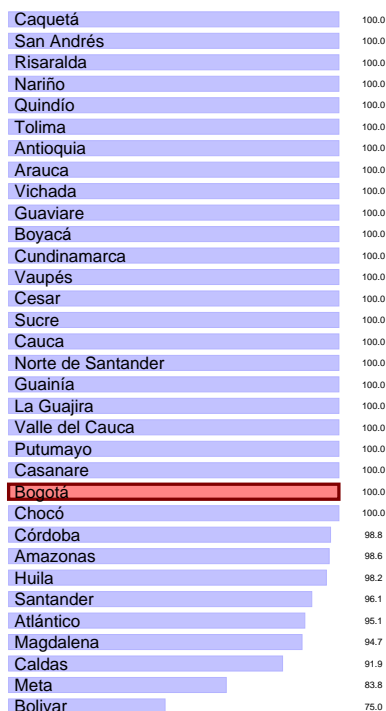 Caquetá 100.0
San Andrés 100.0
Risaralda 100.0
Nariño 100.0
Quindío 100.0
Tolima 100.0
Antioquia 100.0
Arauca 100.0
Vichada 100.0
Guaviare 100.0
Boyacá 100.0
Cundinamarca 100.0
Vaupés 100.0
Cesar 100.0
Sucre 100.0
Cauca 100.0
Norte de Santander 100.0
Guainía 100.0
La Guajira 100.0
Valle del Cauca 100.0
Putumayo 100.0
Casanare 100.0
Bogotá 100.0
Chocó 100.0
Córdoba 98.8
Amazonas 98.6
Huila 98.2
Santander 96.1
Atlántico 95.1
Magdalena 94.7
Caldas 91.9
Meta 83.8
Bolivar 75.0